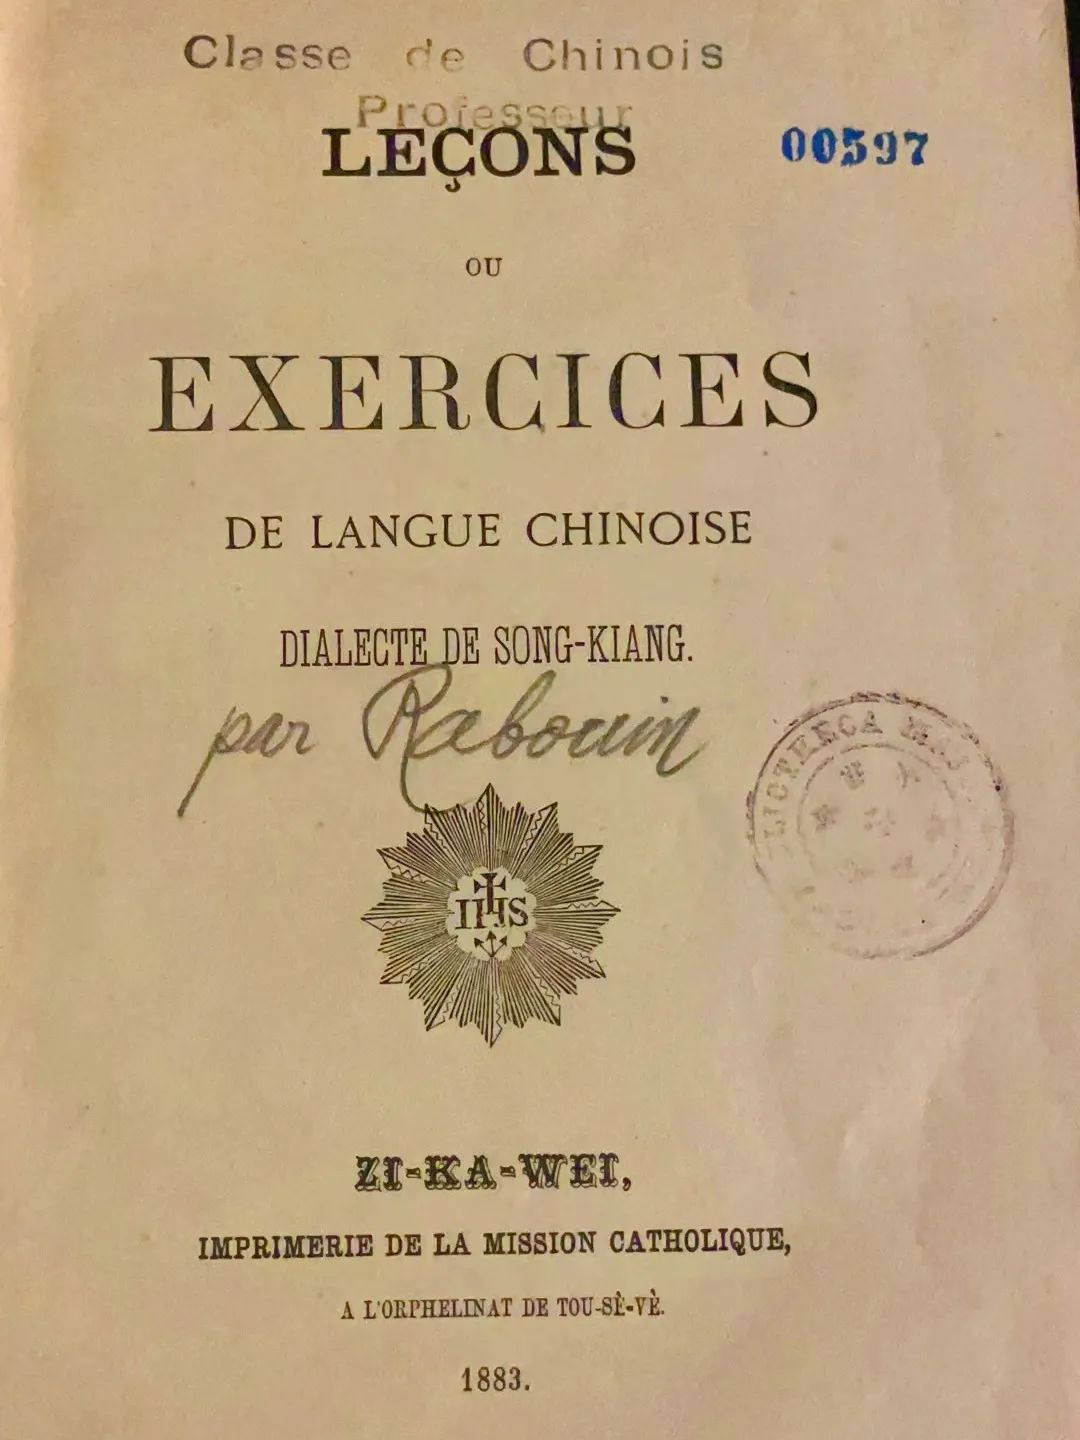 Classe de Chinois
Professeur
LEÇONS
00597
OU
EXERCICES
DE LANGUE CHINOISE
DIALECTE DE SONG-KIANG.
par Rabouin
IHS
ZI-KA-WEI,
IMPRIMERIE DE LA MISSION CATHOLIQUE,
A L'ORPHELINAT DE TOU-SÈ-VÈ.
1883.